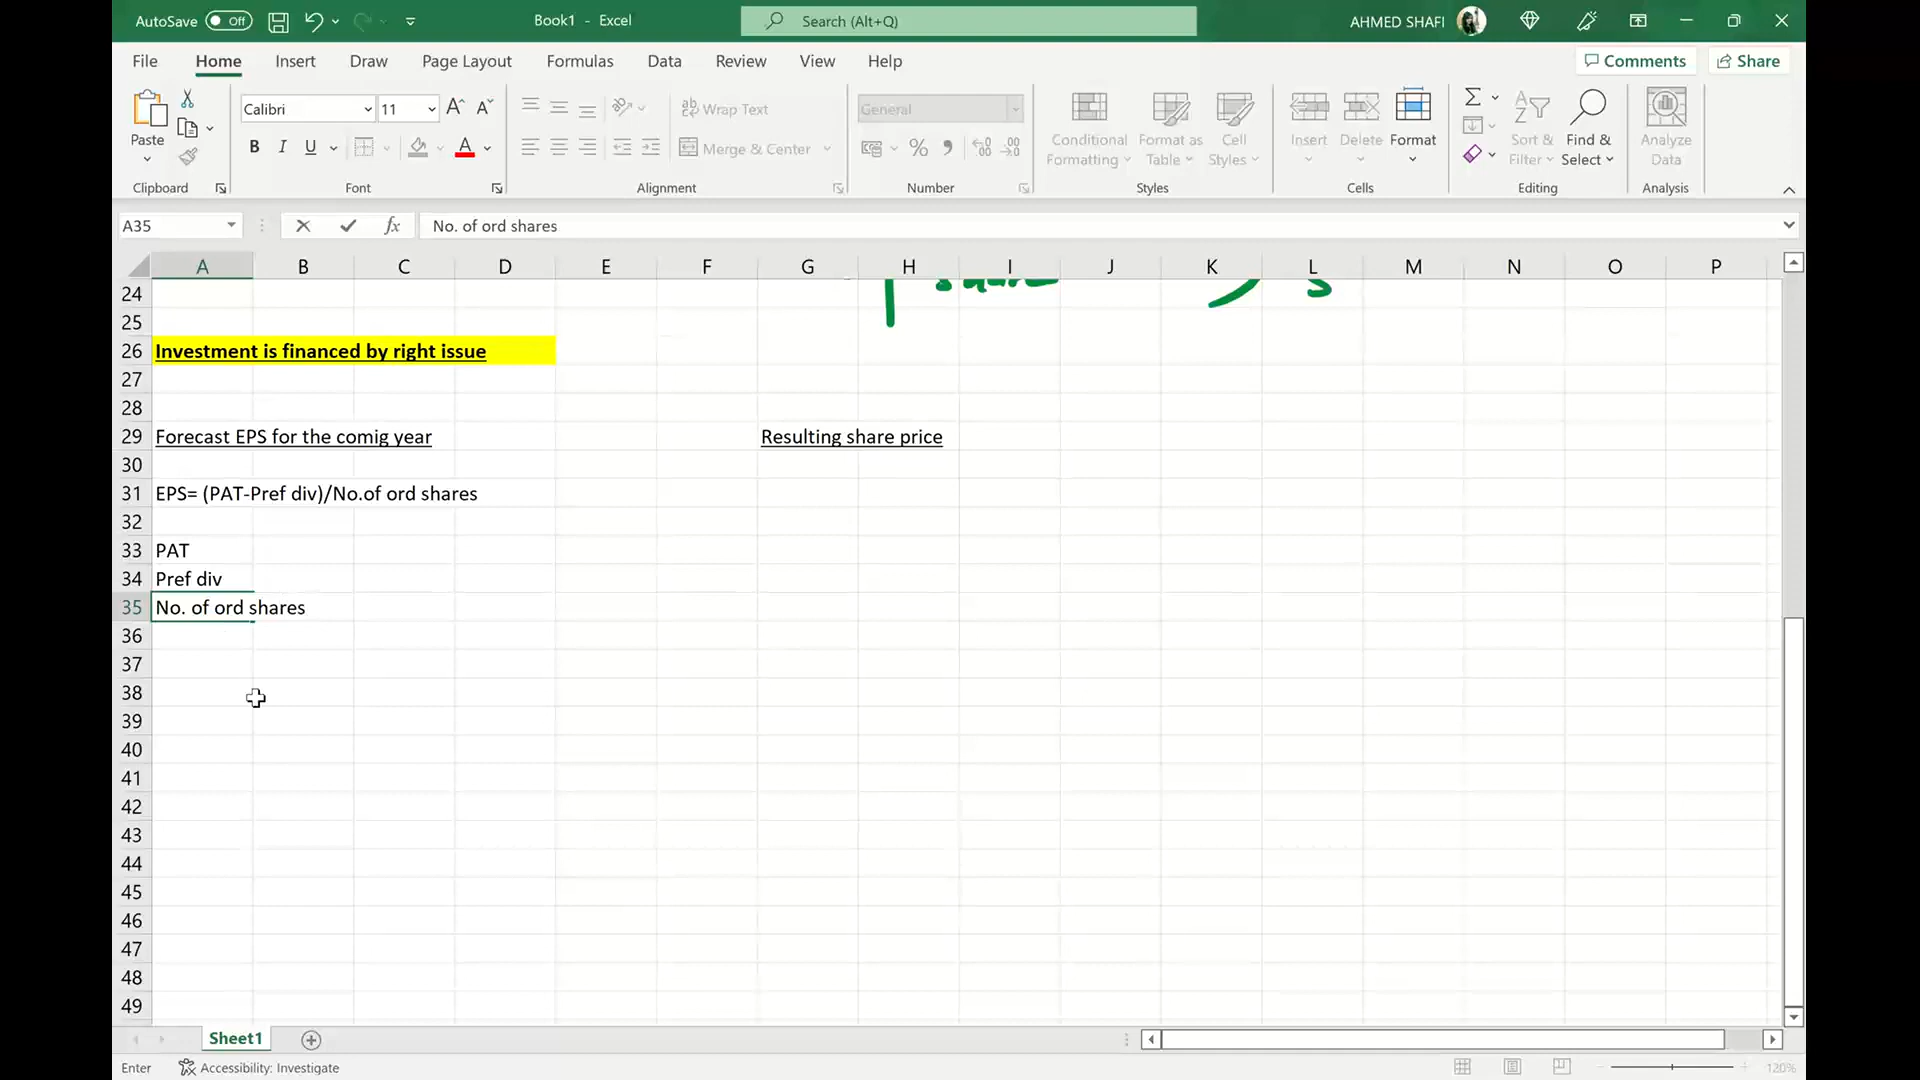 AutoSave Off Book1 - Excel Search (Alt+Q) AHMED SHAFI
File Home Insert Draw Page Layout Formulas Data Review View Help Comments Share
Paste
Calibri 11
B I U A
Wrap Text
Merge & Center
General
%
Conditional Formatting
Format as Table
Cell Styles
Insert
Delete
Format
Sort & Filter
Find & Select
Analyze Data
Clipboard Font Alignment Number Styles Cells Editing Analysis
A35 fx No. of ord shares
A B C D E F G H I J K L M N O P
24
25
26 Investment is financed by right issue
27
28
29 Forecast EPS for the comig year Resulting share price
30
31 EPS= (PAT-Pref div)/No.of ord shares
32
33 PAT
34 Pref div
35 No. of ord shares
36
37
38
39
40
41
42
43
44
45
46
47
48
49
Sheet1
Enter Accessibility: Investigate 120%